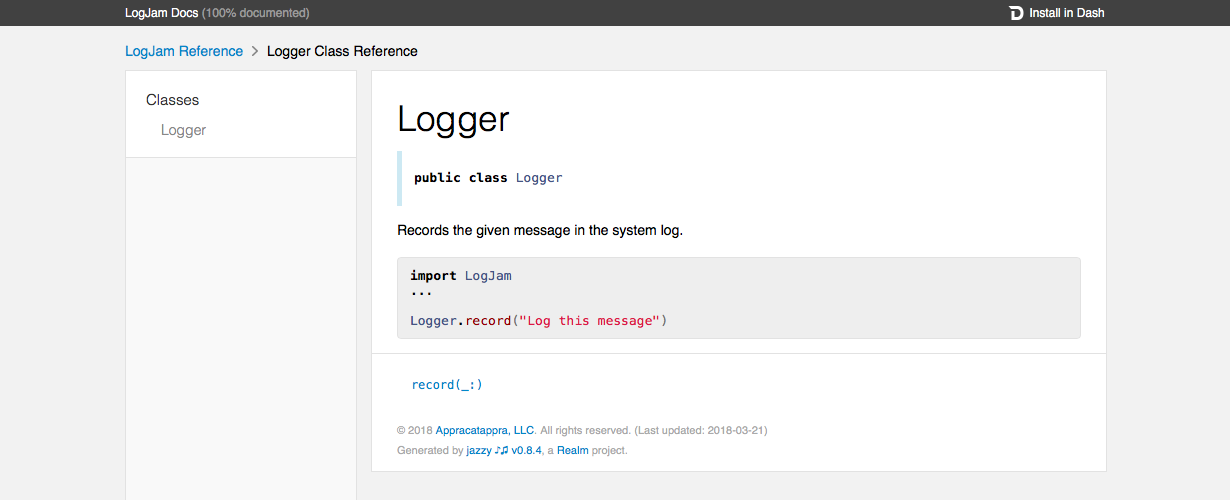 LogJam Docs (100% documented)
Install in Dash
LogJam Reference > Logger Class Reference
Classes
Logger
Logger
public class Logger
Records the given message in the system log.
import LogJam
...
Logger.record("Log this message")
record(_:)
© 2018 Appracatappra, LLC. All rights reserved. (Last updated: 2018-03-21)
Generated by jazzy ♪♫ v0.8.4, a Realm project.